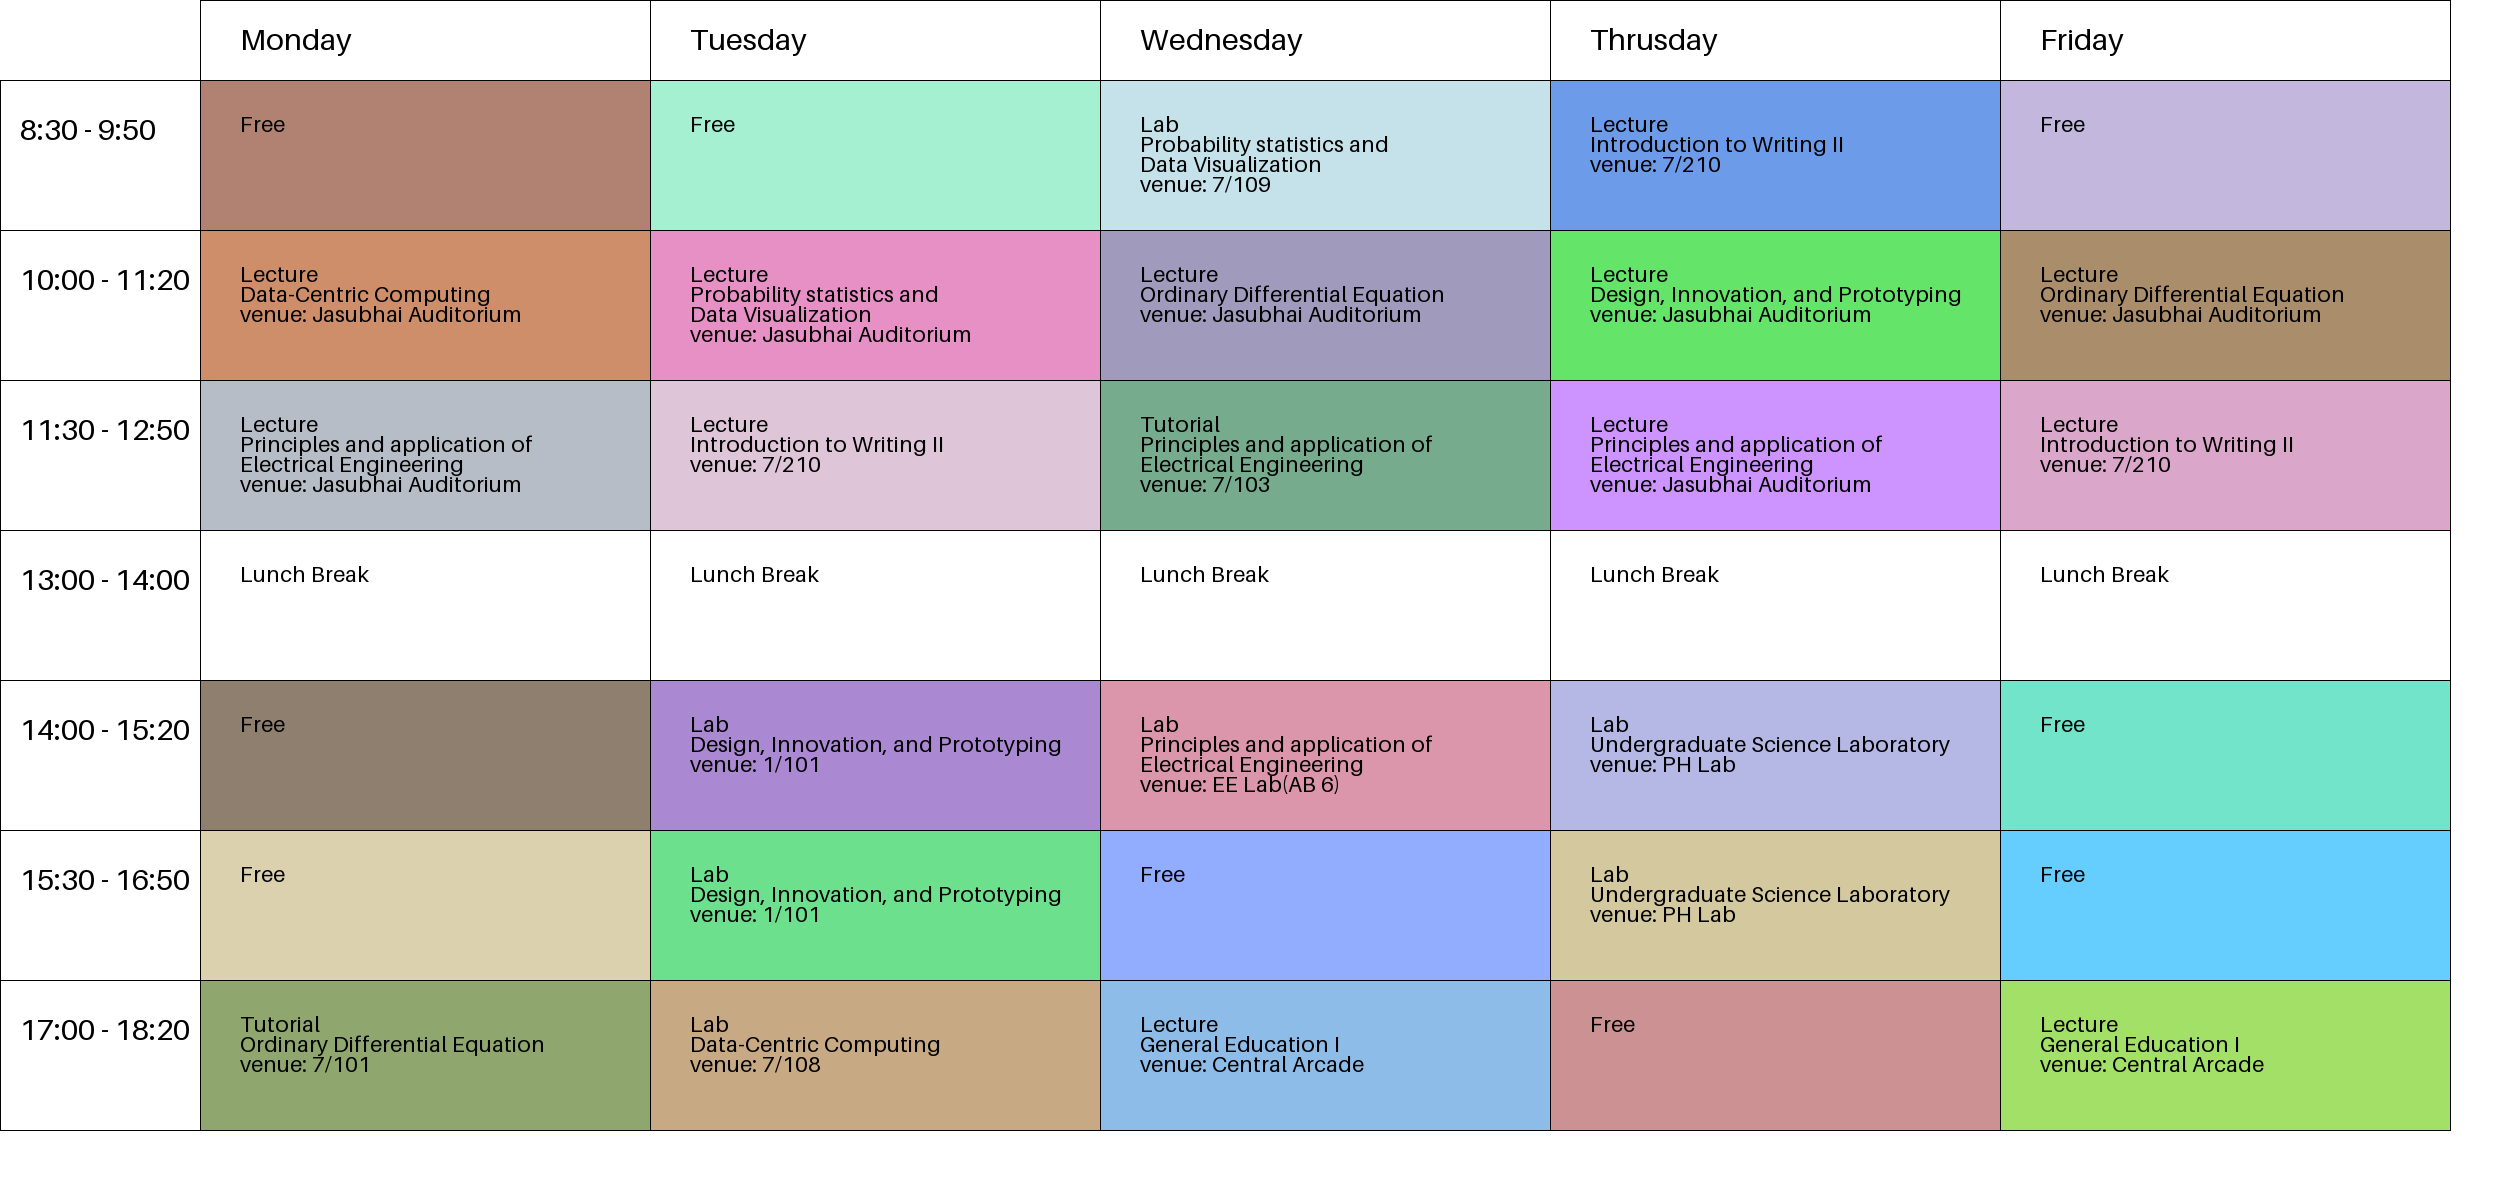 Monday
Tuesday
Wednesday
Thrusday
Friday
8:30 - 9:50
Free
Free
Lab
Probability statistics and
Data Visualization
venue: 7/109
Lecture
Introduction to Writing II
venue: 7/210
Free
10:00 - 11:20
Lecture
Data-Centric Computing
venue: Jasubhai Auditorium
Lecture
Probability statistics and
Data Visualization
venue: Jasubhai Auditorium
Lecture
Ordinary Differential Equation
venue: Jasubhai Auditorium
Lecture
Design, Innovation, and Prototyping
venue: Jasubhai Auditorium
Lecture
Ordinary Differential Equation
venue: Jasubhai Auditorium
11:30 - 12:50
Lecture
Principles and application of
Electrical Engineering
venue: Jasubhai Auditorium
Lecture
Introduction to Writing II
venue: 7/210
Tutorial
Principles and application of
Electrical Engineering
venue: 7/103
Lecture
Principles and application of
Electrical Engineering
venue: Jasubhai Auditorium
Lecture
Introduction to Writing II
venue: 7/210
13:00 - 14:00
Lunch Break
Lunch Break
Lunch Break
Lunch Break
Lunch Break
14:00 - 15:20
Free
Lab
Design, Innovation, and Prototyping
venue: 1/101
Lab
Principles and application of
Electrical Engineering
venue: EE Lab(AB 6)
Lab
Undergraduate Science Laboratory
venue: PH Lab
Free
15:30 - 16:50
Free
Lab
Design, Innovation, and Prototyping
venue: 1/101
Free
Lab
Undergraduate Science Laboratory
venue: PH Lab
Free
17:00 - 18:20
Tutorial
Ordinary Differential Equation
venue: 7/101
Lab
Data-Centric Computing
venue: 7/108
Lecture
General Education I
venue: Central Arcade
Free
Lecture
General Education I
venue: Central Arcade